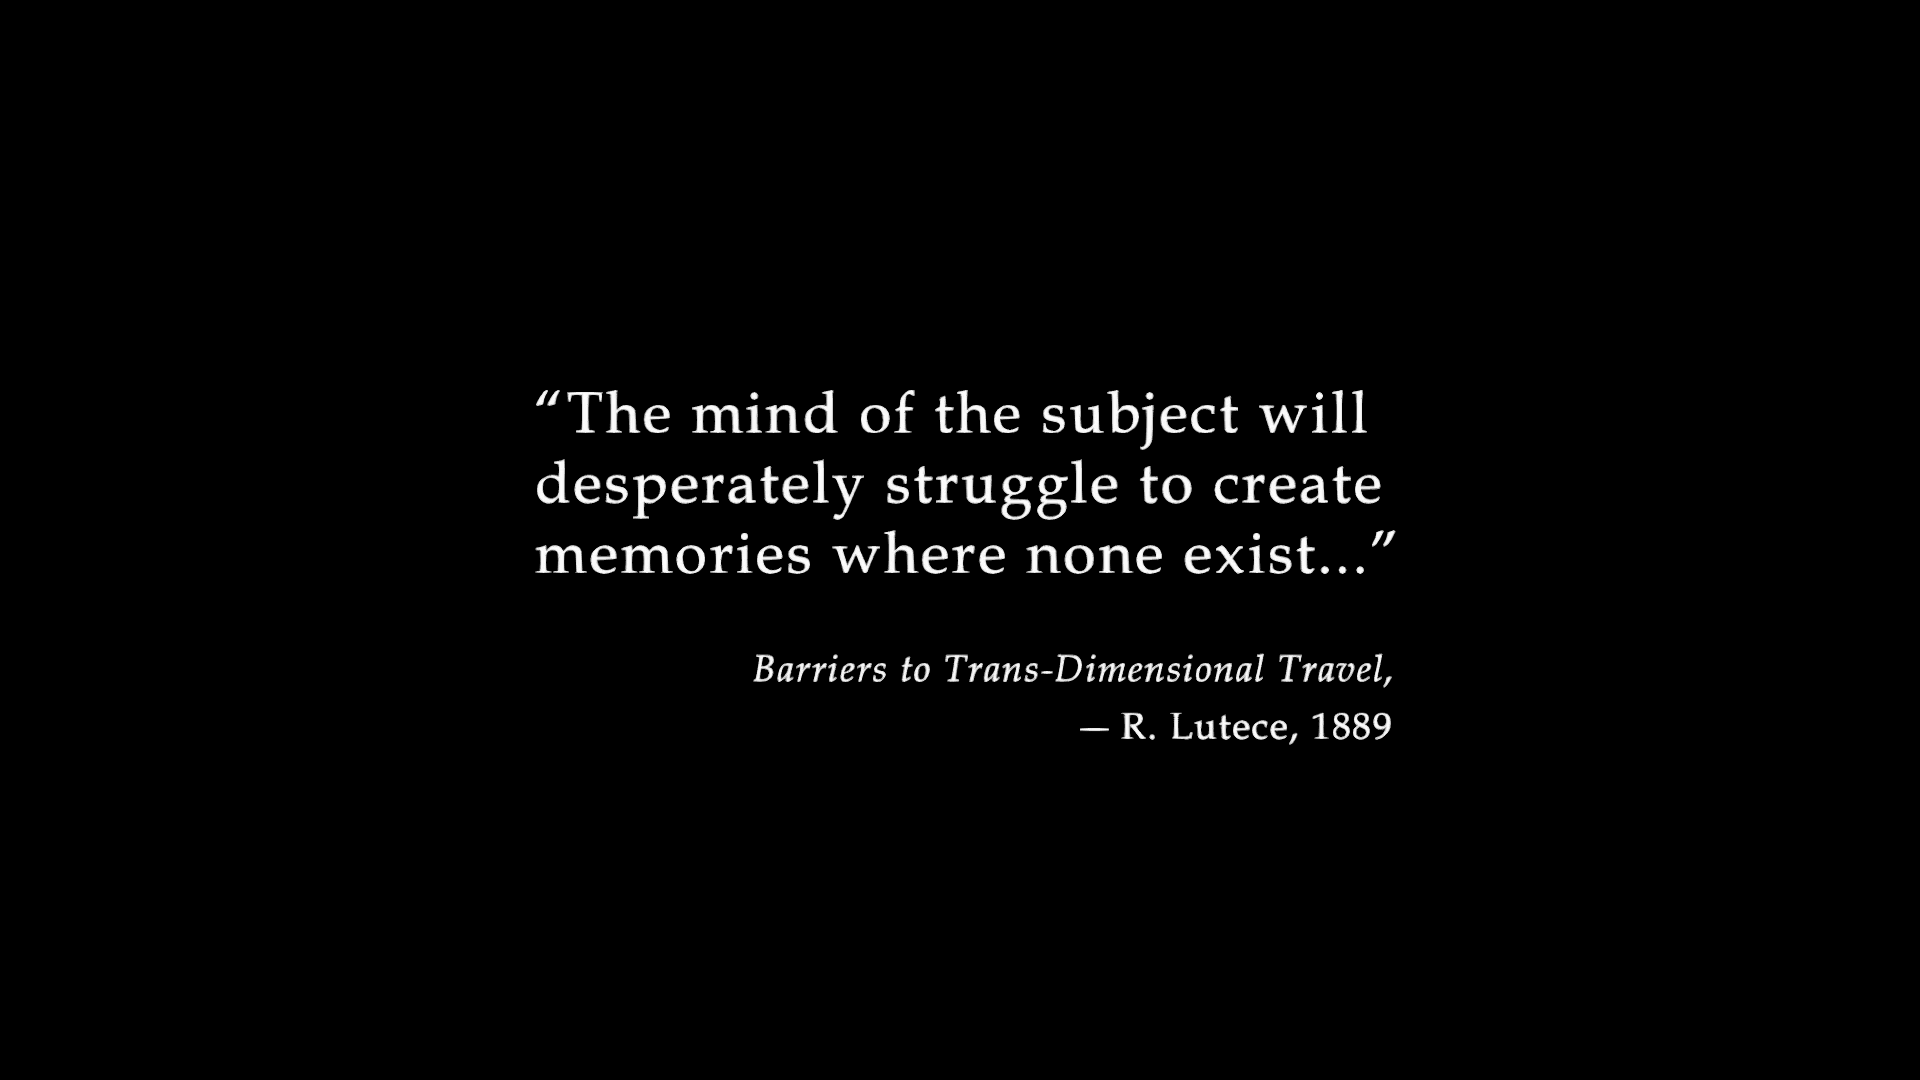 “The mind of the subject will
desperately struggle to create
memories where none exist...”
Barriers to Trans-Dimensional Travel,
— R. Lutece, 1889